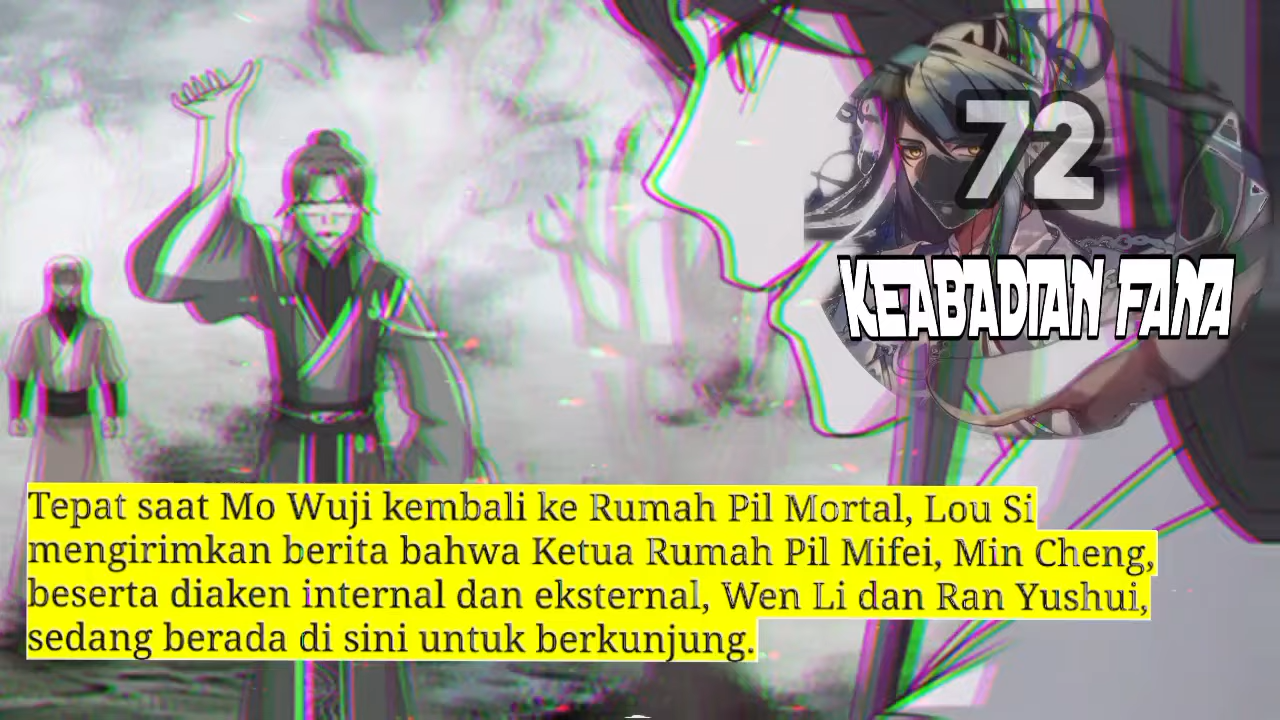 72
KEABADIAN FANA
Tepat saat Mo Wuji kembali ke Rumah Pil Mortal, Lou Si
mengirimkan berita bahwa Ketua Rumah Pil Mifei, Min Cheng,
beserta diaken internal dan eksternal, Wen Li dan Ran Yushui,
sedang berada di sini untuk berkunjung.